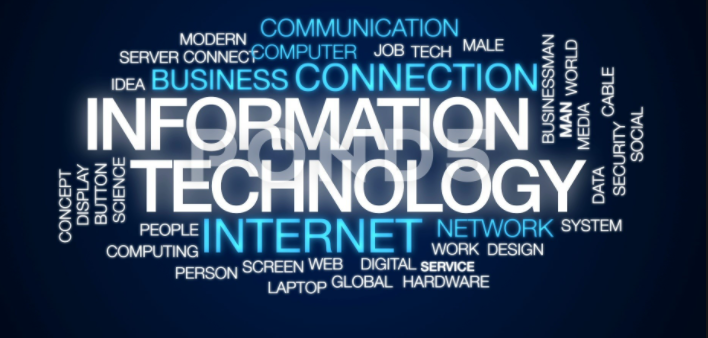 COMMUNICATION
MODERN
SERVER CONNECT COMPUTER JOB TECH MALE
IDEA BUSINESS CONNECTION
INFORMATION
TECHNOLOGY
BUSINESSMAN
MAN WORLD
MEDIA
CABLE
DATA
SECURITY
SOCIAL
CONCEPT
DISPLAY
BUTTON
SCIENCE
PEOPLE INTERNET NETWORK SYSTEM
COMPUTING WORK DESIGN
PERSON SCREEN WEB DIGITAL SERVICE
LAPTOP GLOBAL HARDWARE
POND5